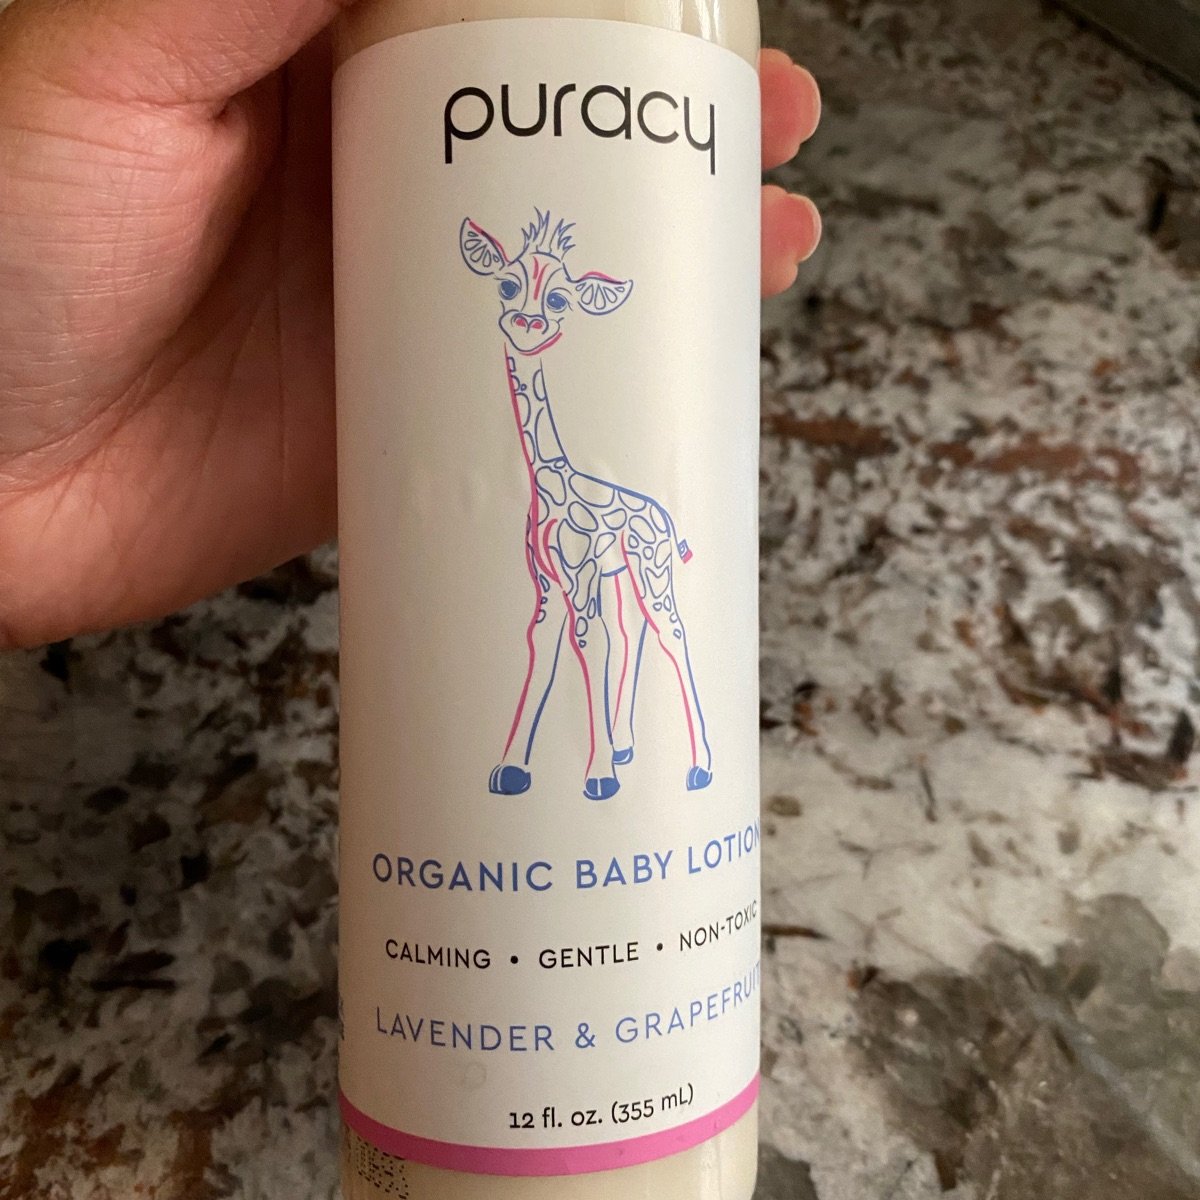 puracy
ORGANIC BABY LOTION
CALMING • GENTLE • NON-TOXIC
LAVENDER & GRAPEFRUIT
12 fl. oz. (355 mL)